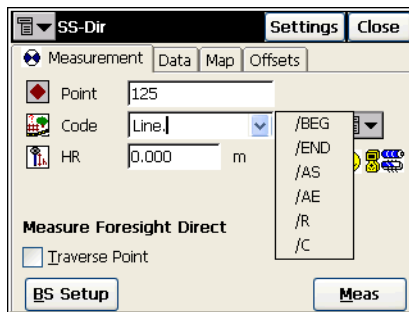 SS-Dir Settings Close
Measurement Data Map Offsets
Point 125
Code Line.
HR 0.000 m
/BEG
/END
/AS
/AE
/R
/C
Measure Foresight Direct
Traverse Point
BS Setup Meas